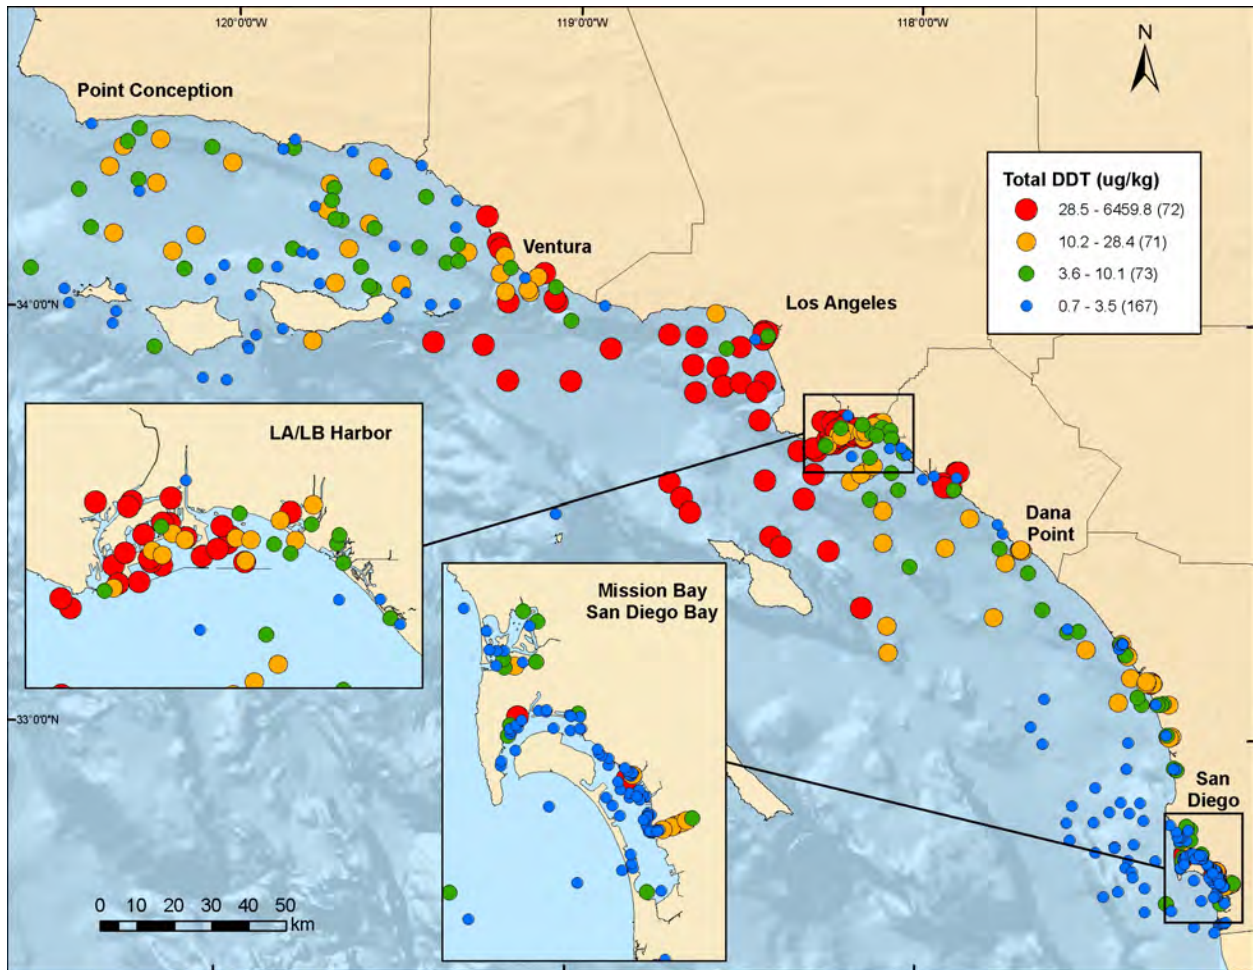 120°0'0"W
119°0'0"W
118°0'0"W
N
Point Conception
Total DDT (ug/kg)
28.5 - 6459.8 (72)
10.2 - 28.4 (71)
3.6 - 10.1 (73)
0.7 - 3.5 (167)
Ventura
34°0'0"N
Los Angeles
LA/LB Harbor
Dana
Point
Mission Bay
San Diego Bay
33°0'0"N
San
Diego
0 10 20 30 40 50
km